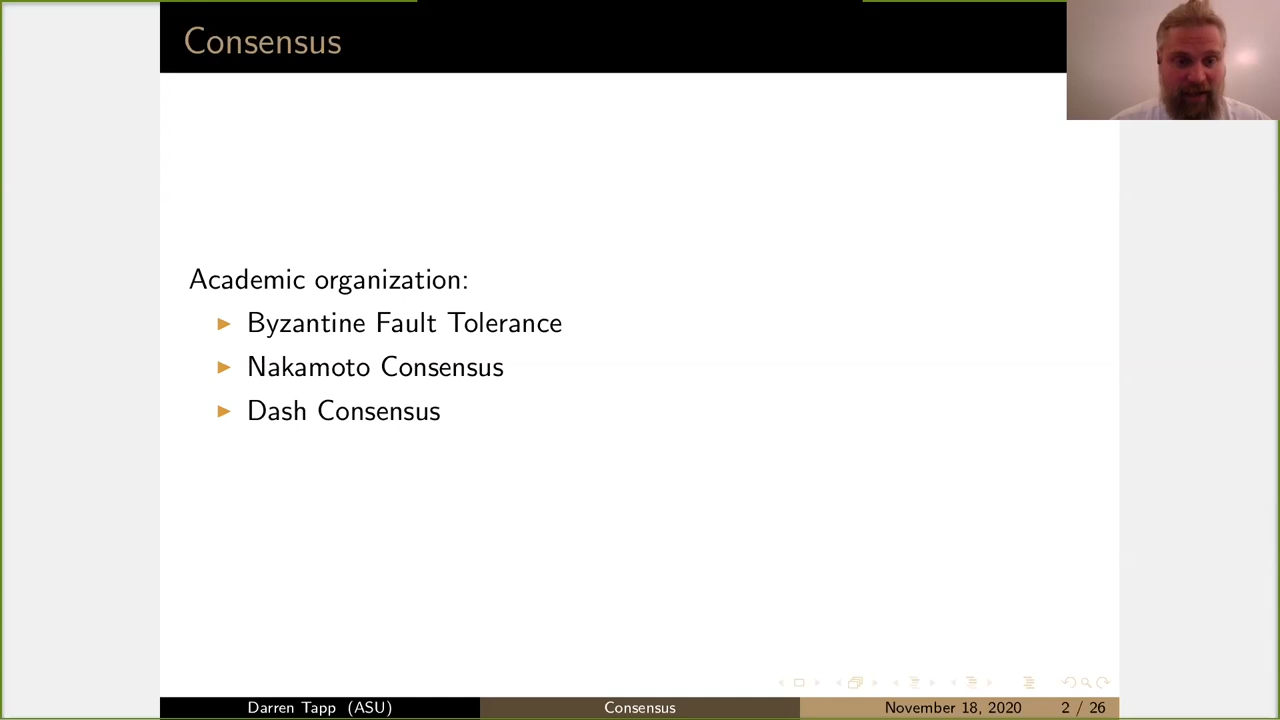 Consensus
Academic organization:
Byzantine Fault Tolerance
Nakamoto Consensus
Dash Consensus
Darren Tapp (ASU)
Consensus
November 18, 2020
2 / 26